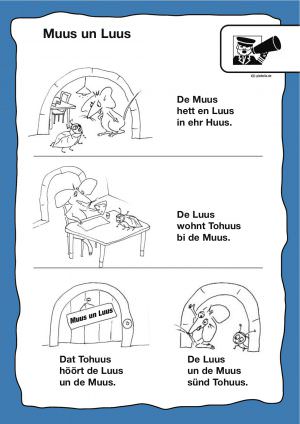 Muus un Luus
De Muus
hett en Luus
in ehr Huus.
De Luus
wohnt Tohuus
bi de Muus.
Muus un Luus
Dat Tohuus
höört de Luus
un de Muus.
De Luus
un de Muus
sünd Tohuus.